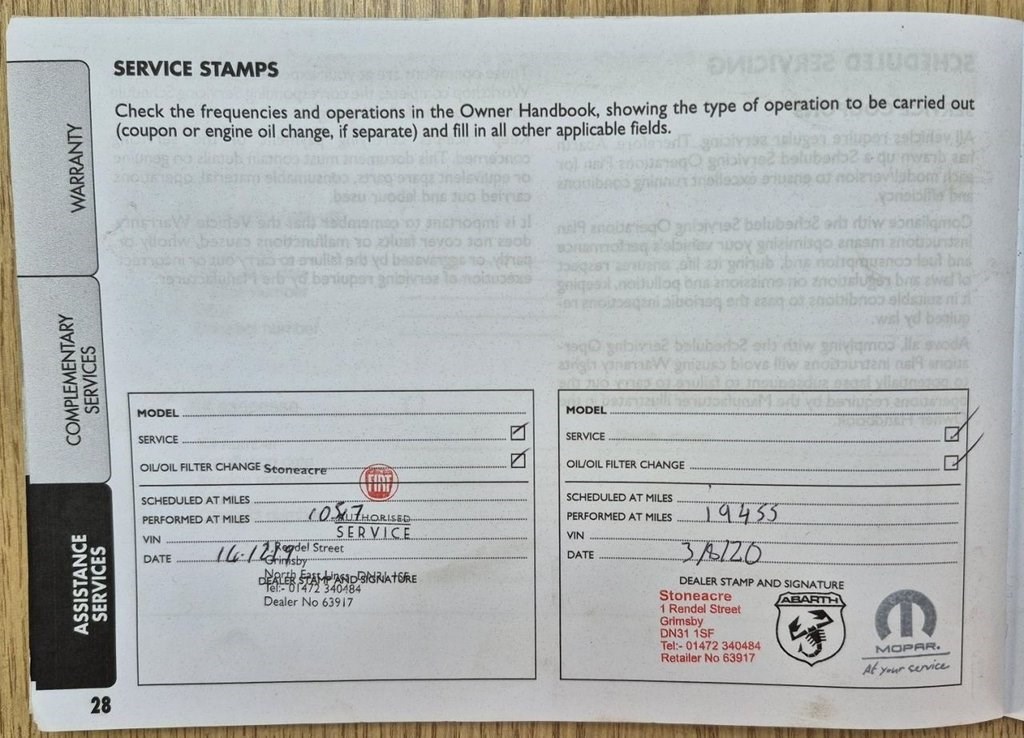 SERVICE STAMPS
Check the frequencies and operations in the Owner Handbook, showing the type of operation to be carried out
(coupon or engine oil change, if separate) and fill in all other applicable fields.
WARRANTY
COMPLEMENTARY
SERVICES
ASSISTANCE
SERVICES
MODEL
SERVICE
OIL/OIL FILTER CHANGE Stoneacre
FIAT
SCHEDULED AT MILES
PERFORMED AT MILES
AUTHORISED
VIN
SERVICE
DATE
Rendel Street
Grimsby
DEALER STAMP AND SIGNATURE
Tel:- 01472 340484
Dealer No 63917
MODEL
SERVICE
OIL/OIL FILTER CHANGE
SCHEDULED AT MILES
PERFORMED AT MILES 19455
VIN
DATE
DEALER STAMP AND SIGNATURE
Stoneacre
1 Rendel Street
Grimsby
DN31 1SF
Tel:- 01472 340484
Retailer No 63917
ABARTH
MOPAR.
At your service
28